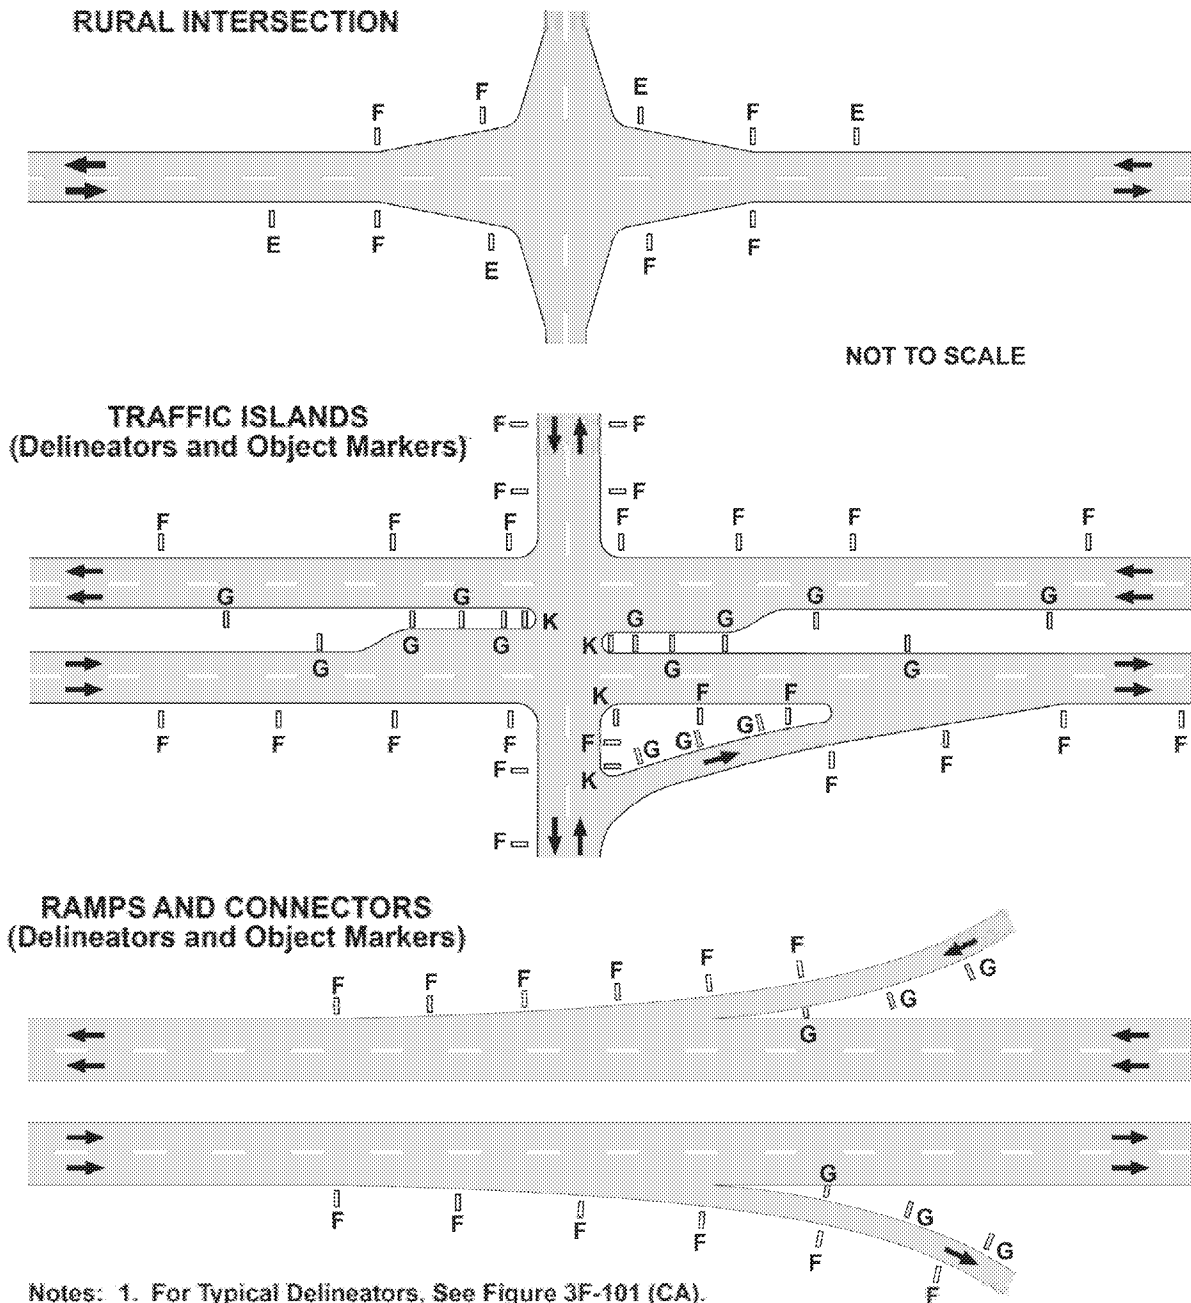 RURAL INTERSECTION
F F E F E
E F E F F
NOT TO SCALE
TRAFFIC ISLANDS
(Delineators and Object Markers)
F F
F F
F F F F F F F
G G K G G G G
G G G K G G
K F F
F F F F F G G G F F
F K F F
F
RAMPS AND CONNECTORS
(Delineators and Object Markers)
F F F F F F G
G
G
G
F F F F F G
G
F F
Notes: 1. For Typical Delineators, See Figure 3F-101 (CA).